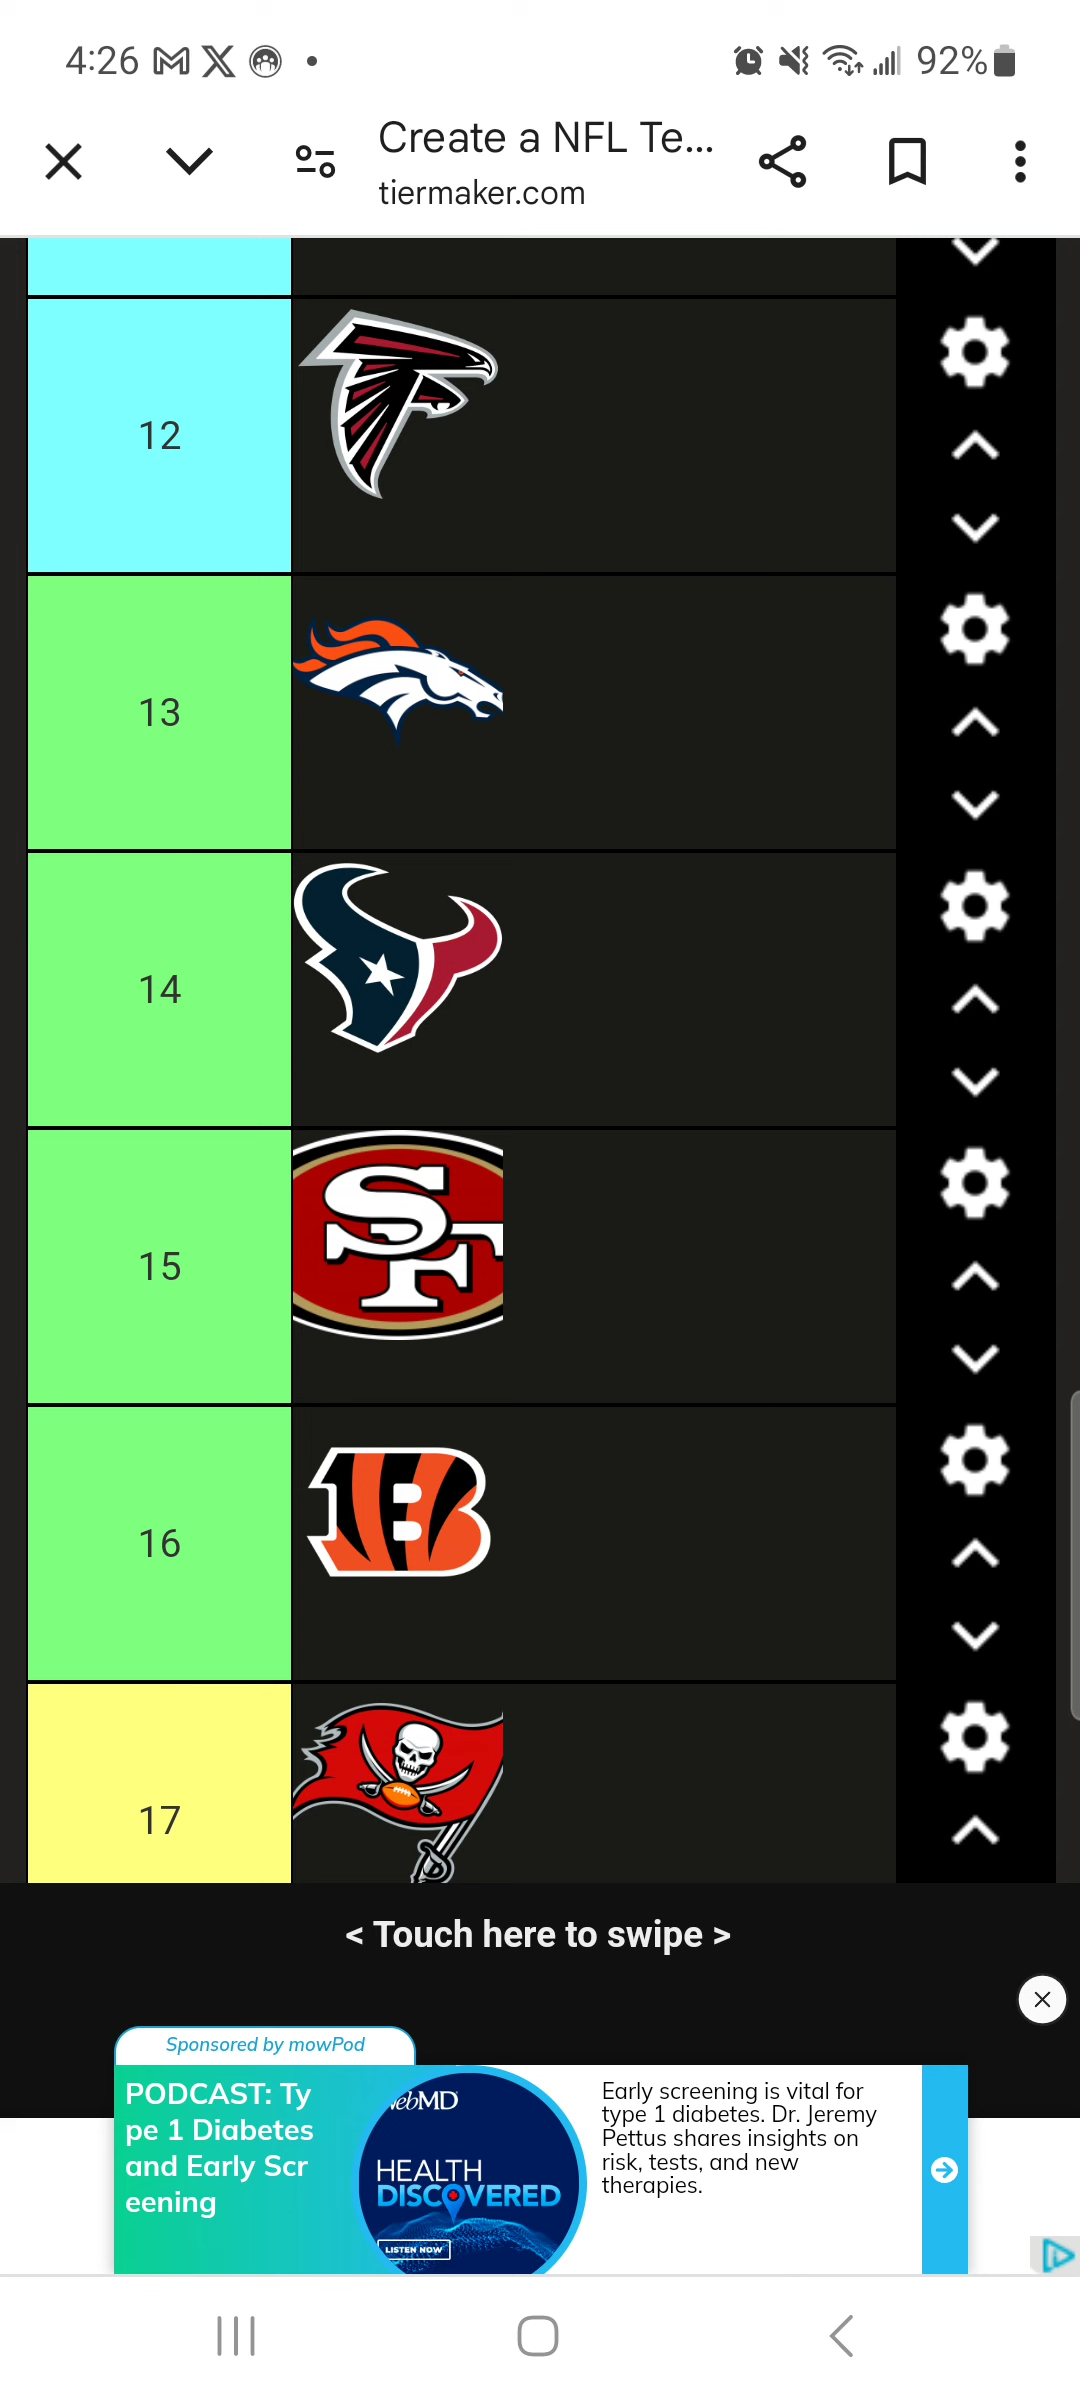 4:26
92%
Create a NFL Te...
tiermaker.com
12
13
14
15
SF
16
B
17
< Touch here to swipe >
Sponsored by mowPod
PODCAST: Ty
pe 1 Diabetes
and Early Scr
eening
WebMD
HEALTH
DISCOVERED
LISTEN NOW
Early screening is vital for
type 1 diabetes. Dr. Jeremy
Pettus shares insights on
risk, tests, and new
therapies.